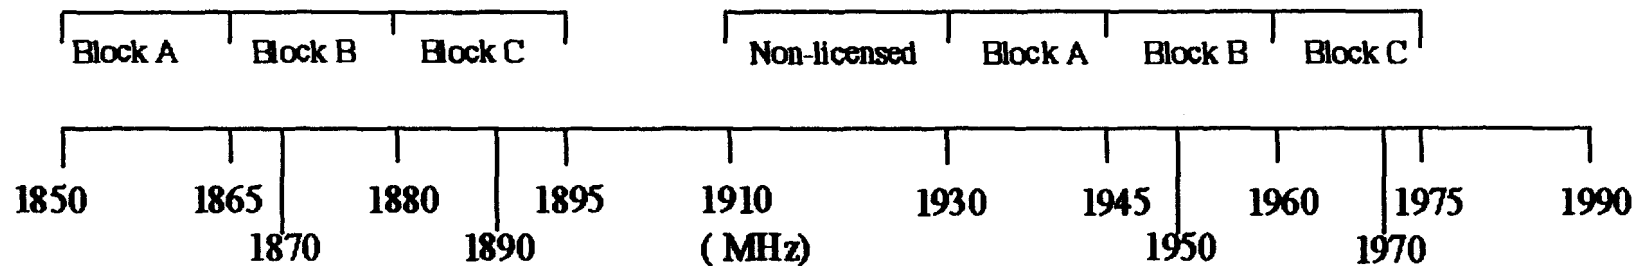 Block A Block B Block C Non-licensed Block A Block B Block C
1850 1865 1880 1895 1910 1930 1945 1960 1975 1990
1870 1890 ( MHz) 1950 1970